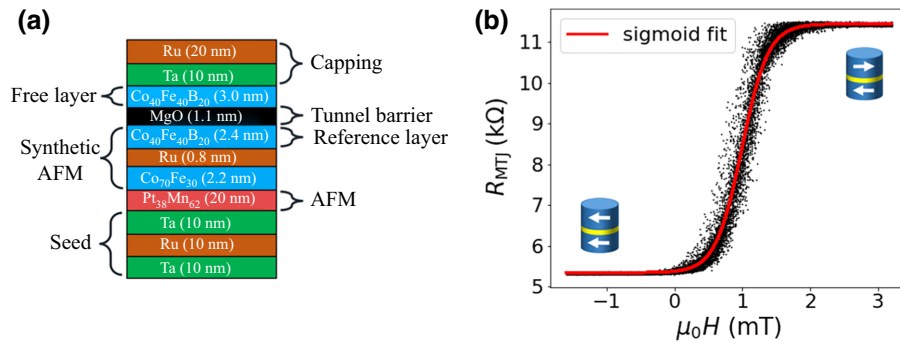 (a)
Ru (20 nm)
Ta (10 nm)
Capping
Free layer
Co₄₀Fe₄₀B₂₀ (3.0 nm)
MgO (1.1 nm)
Tunnel barrier
Co₄₀Fe₄₀B₂₀ (2.4 nm)
Reference layer
Synthetic
AFM
Ru (0.8 nm)
Co₇₀Fe₃₀ (2.2 nm)
Pt₃₈Mn₆₂ (20 nm)
AFM
Seed
Ta (10 nm)
Ru (10 nm)
Ta (10 nm)
(b)
sigmoid fit
R_MTJ (kΩ)
11
10
9
8
7
6
5
−1
0
1
2
3
μ₀H (mT)